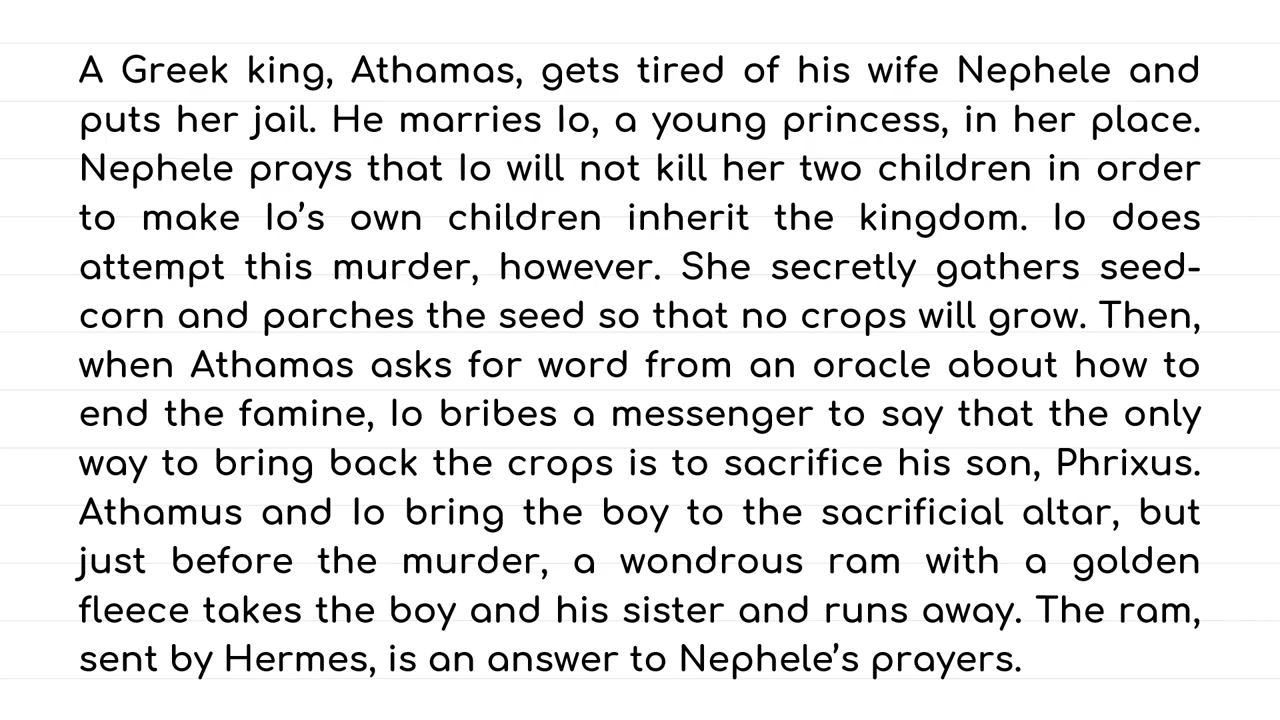 A Greek king, Athamas, gets tired of his wife Nephele and
puts her jail. He marries Io, a young princess, in her place.
Nephele prays that Io will not kill her two children in order
to make Io’s own children inherit the kingdom. Io does
attempt this murder, however. She secretly gathers seed-
corn and parches the seed so that no crops will grow. Then,
when Athamas asks for word from an oracle about how to
end the famine, Io bribes a messenger to say that the only
way to bring back the crops is to sacrifice his son, Phrixus.
Athamus and Io bring the boy to the sacrificial altar, but
just before the murder, a wondrous ram with a golden
fleece takes the boy and his sister and runs away. The ram,
sent by Hermes, is an answer to Nephele’s prayers.